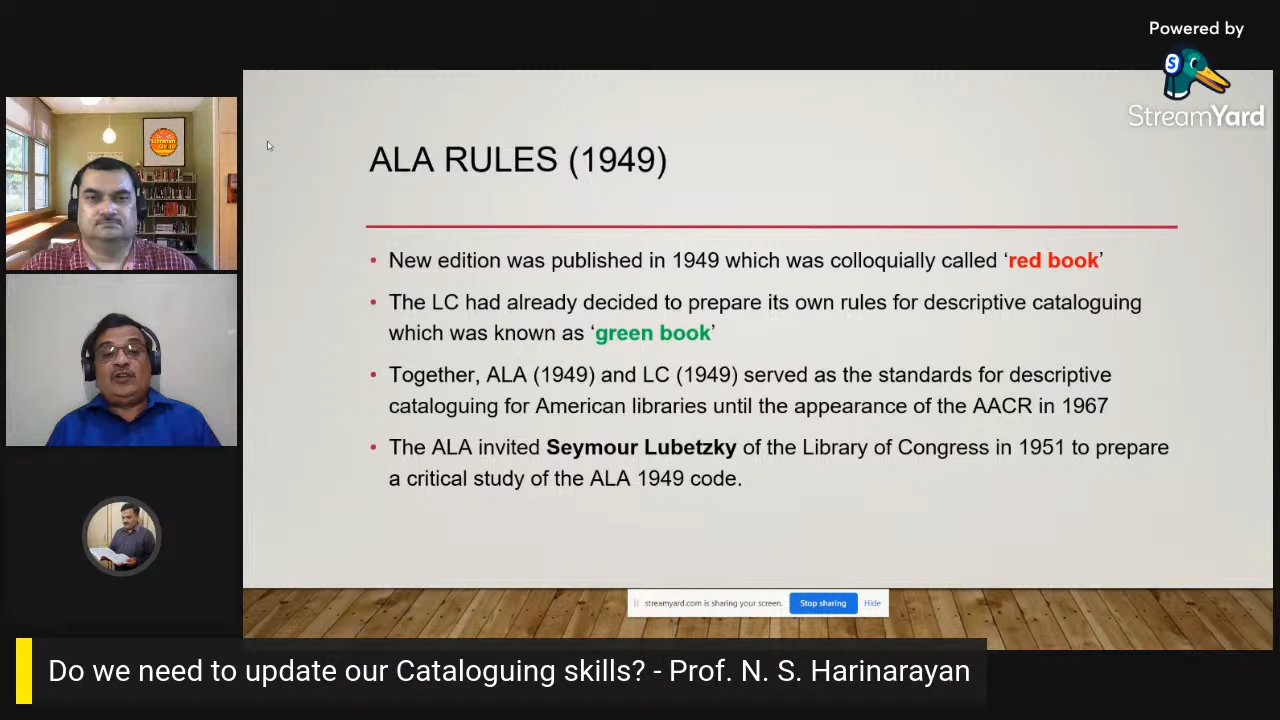 Powered by
S
StreamYard
ALA RULES (1949)
• New edition was published in 1949 which was colloquially called ‘red book’
• The LC had already decided to prepare its own rules for descriptive cataloguing
which was known as ‘green book’
• Together, ALA (1949) and LC (1949) served as the standards for descriptive
cataloguing for American libraries until the appearance of the AACR in 1967
• The ALA invited Seymour Lubetzky of the Library of Congress in 1951 to prepare
a critical study of the ALA 1949 code.
streamyard.com is sharing your screen. Stop sharing Hide
Do we need to update our Cataloguing skills? - Prof. N. S. Harinarayan